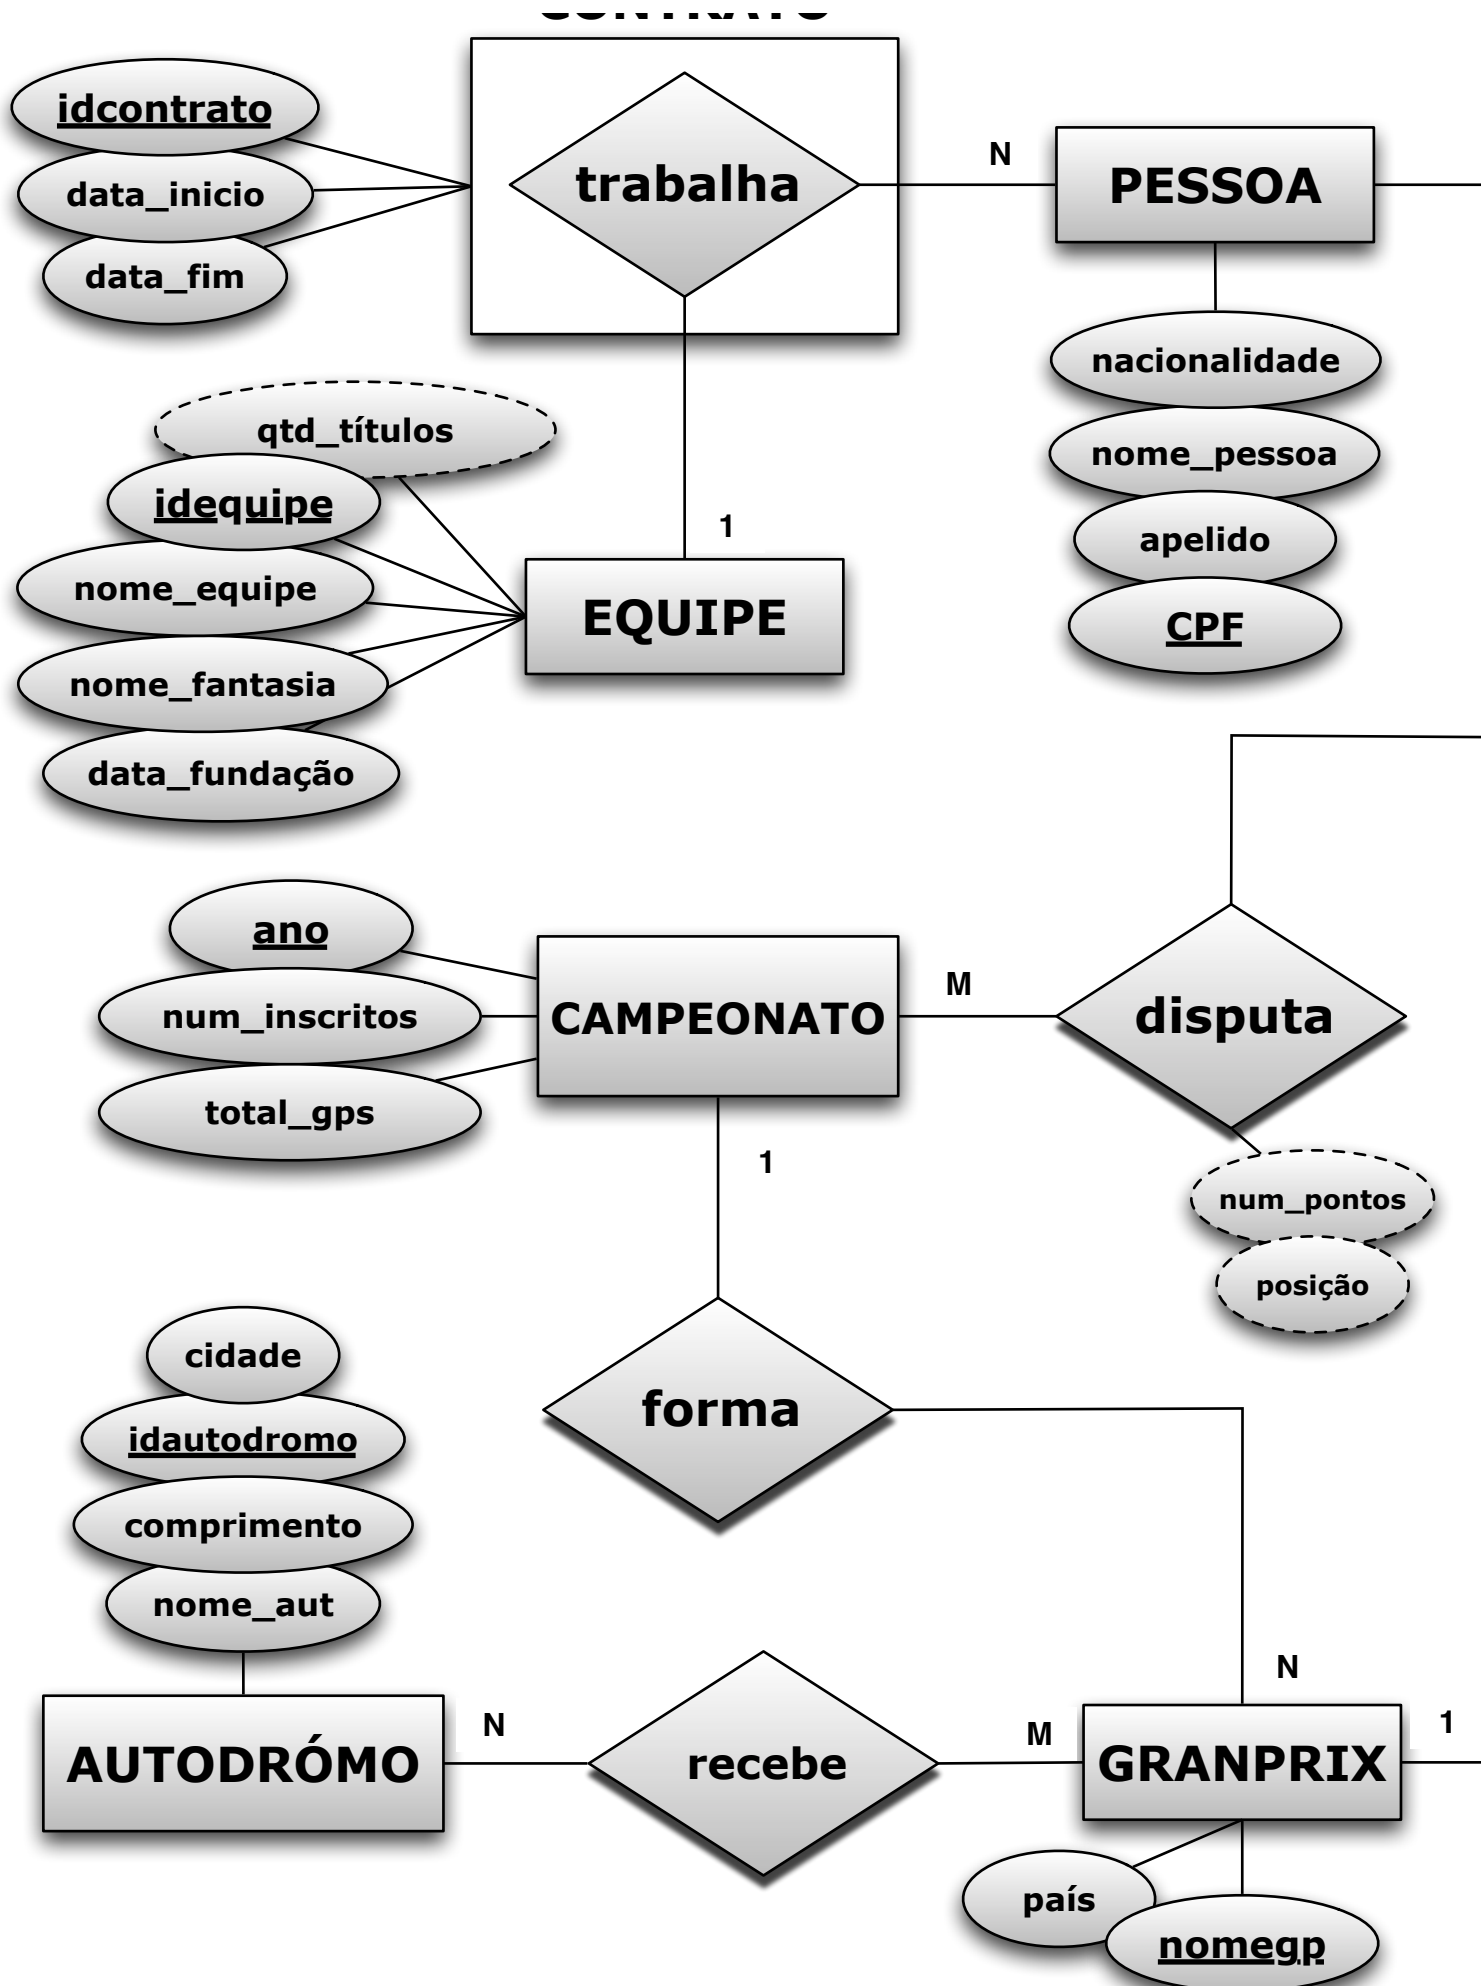 idcontrato
data_inicio
data_fim
trabalha
N
PESSOA
nacionalidade
nome_pessoa
apelido
CPF
qtd_títulos
idequipe
nome_equipe
nome_fantasia
data_fundação
1
EQUIPE
ano
num_inscritos
total_gps
CAMPEONATO
M
disputa
num_pontos
posição
1
forma
cidade
idautodromo
comprimento
nome_aut
AUTODRÓMO
N
recebe
M
N
GRANPRIX
1
país
nomegp